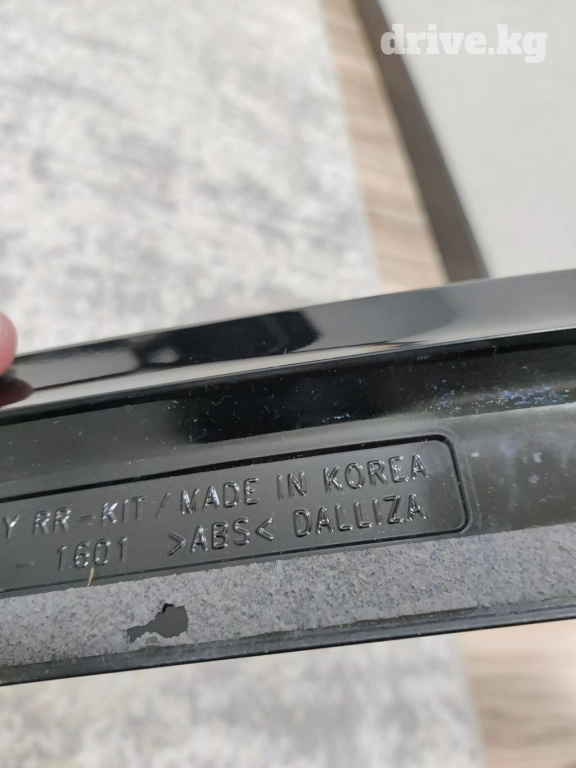 drive.kg
Y RR-KIT / MADE IN KOREA
- 1601 >ABS< DALLIZA